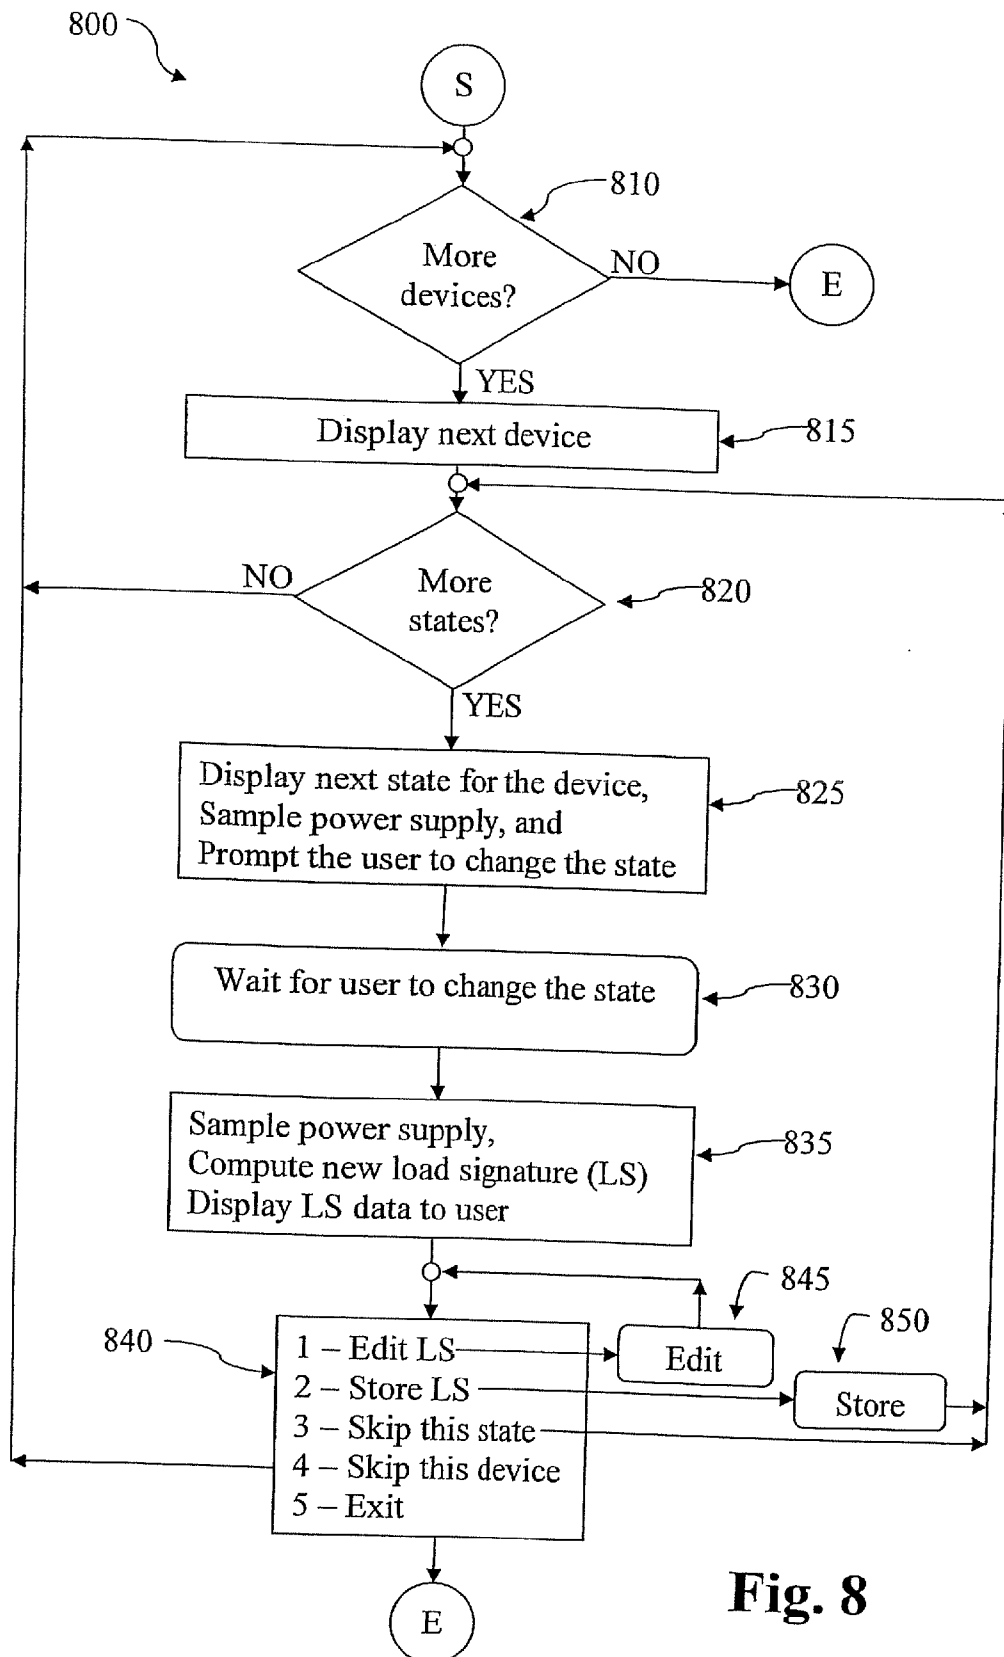 800
S
810
More
devices?
NO
E
YES
Display next device
815
NO
More
states?
820
YES
Display next state for the device,
Sample power supply, and
Prompt the user to change the state
825
Wait for user to change the state
830
Sample power supply,
Compute new load signature (LS)
Display LS data to user
835
840
1 – Edit LS
2 – Store LS
3 – Skip this state
4 – Skip this device
5 – Exit
Edit
845
850
Store
E
Fig. 8